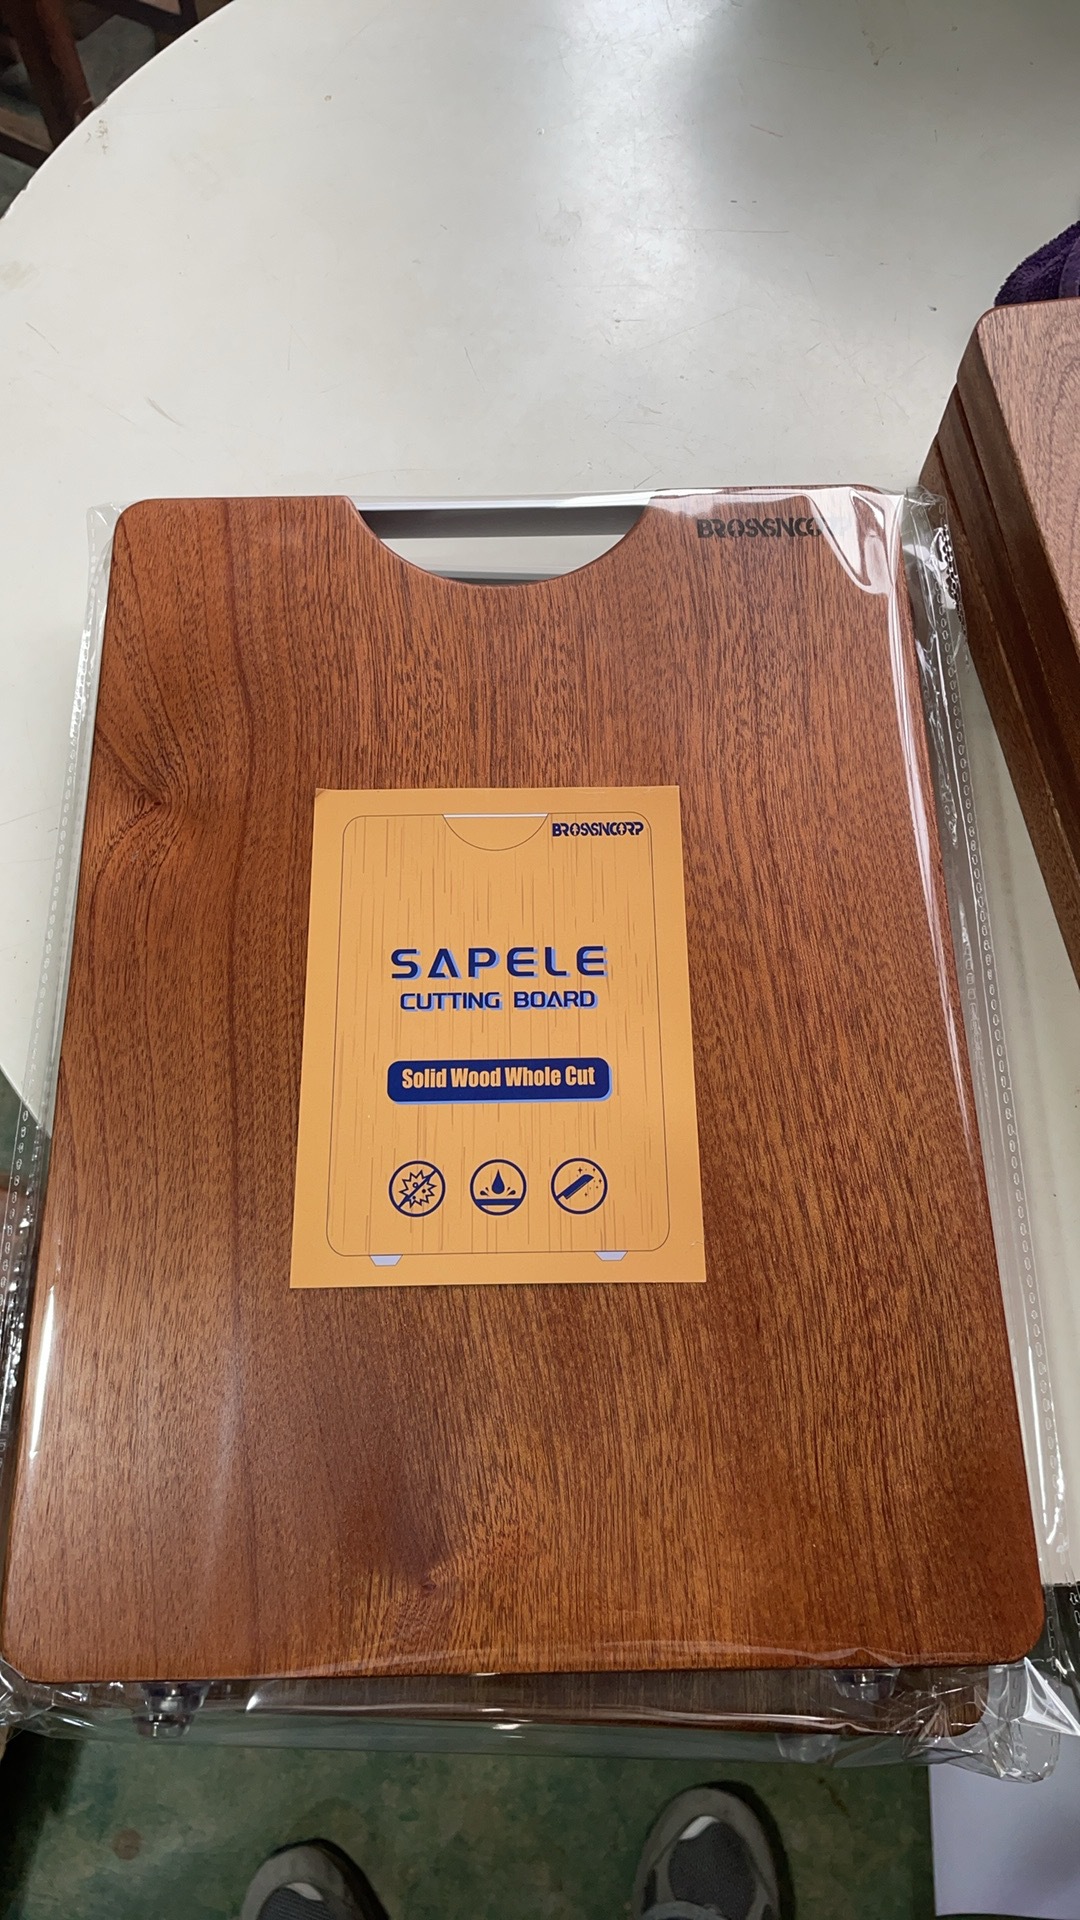 BROSSNCORP
BROSSNCORP
SAPELE
CUTTING BOARD
Solid Wood Whole Cut